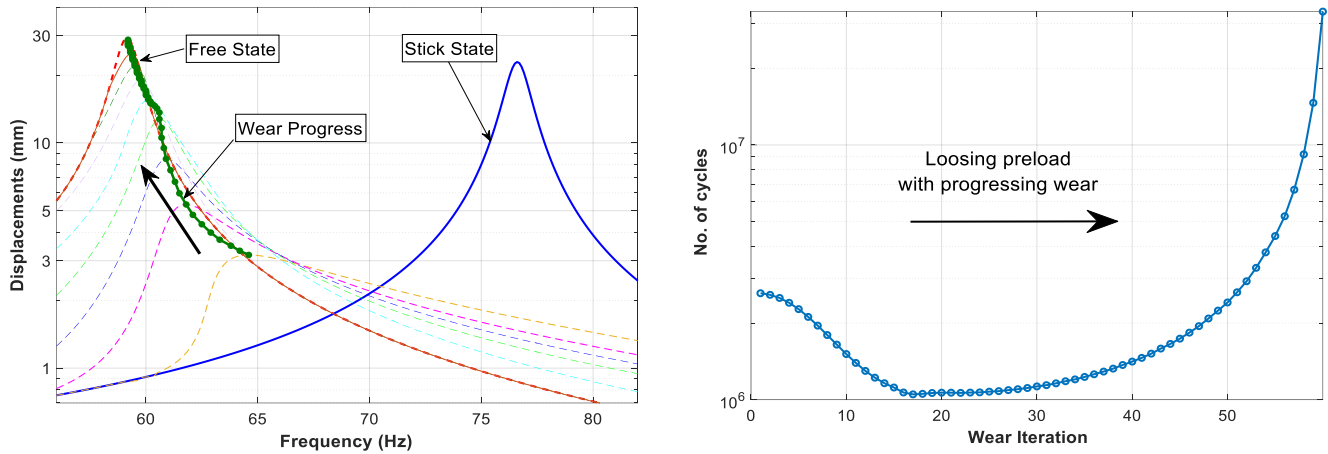 30
10
5
3
1
60
65
70
75
80
Displacements (mm)
Frequency (Hz)
Free State
Stick State
Wear Progress
10^7
10^6
0
10
20
30
40
50
No. of cycles
Wear Iteration
Loosing preload
with progressing wear